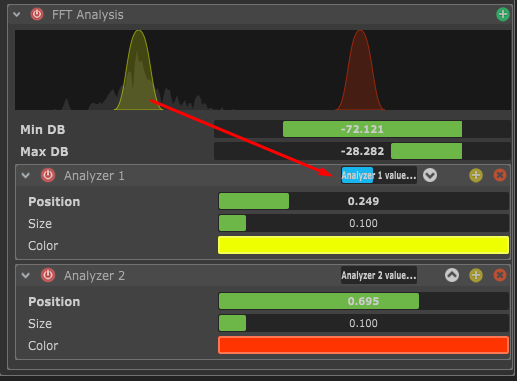 FFT Analysis
Min DB -72.121
Max DB -28.282
Analyzer 1 Analyzer 1 value...
Position 0.249
Size 0.100
Color
Analyzer 2 Analyzer 2 value...
Position 0.695
Size 0.100
Color